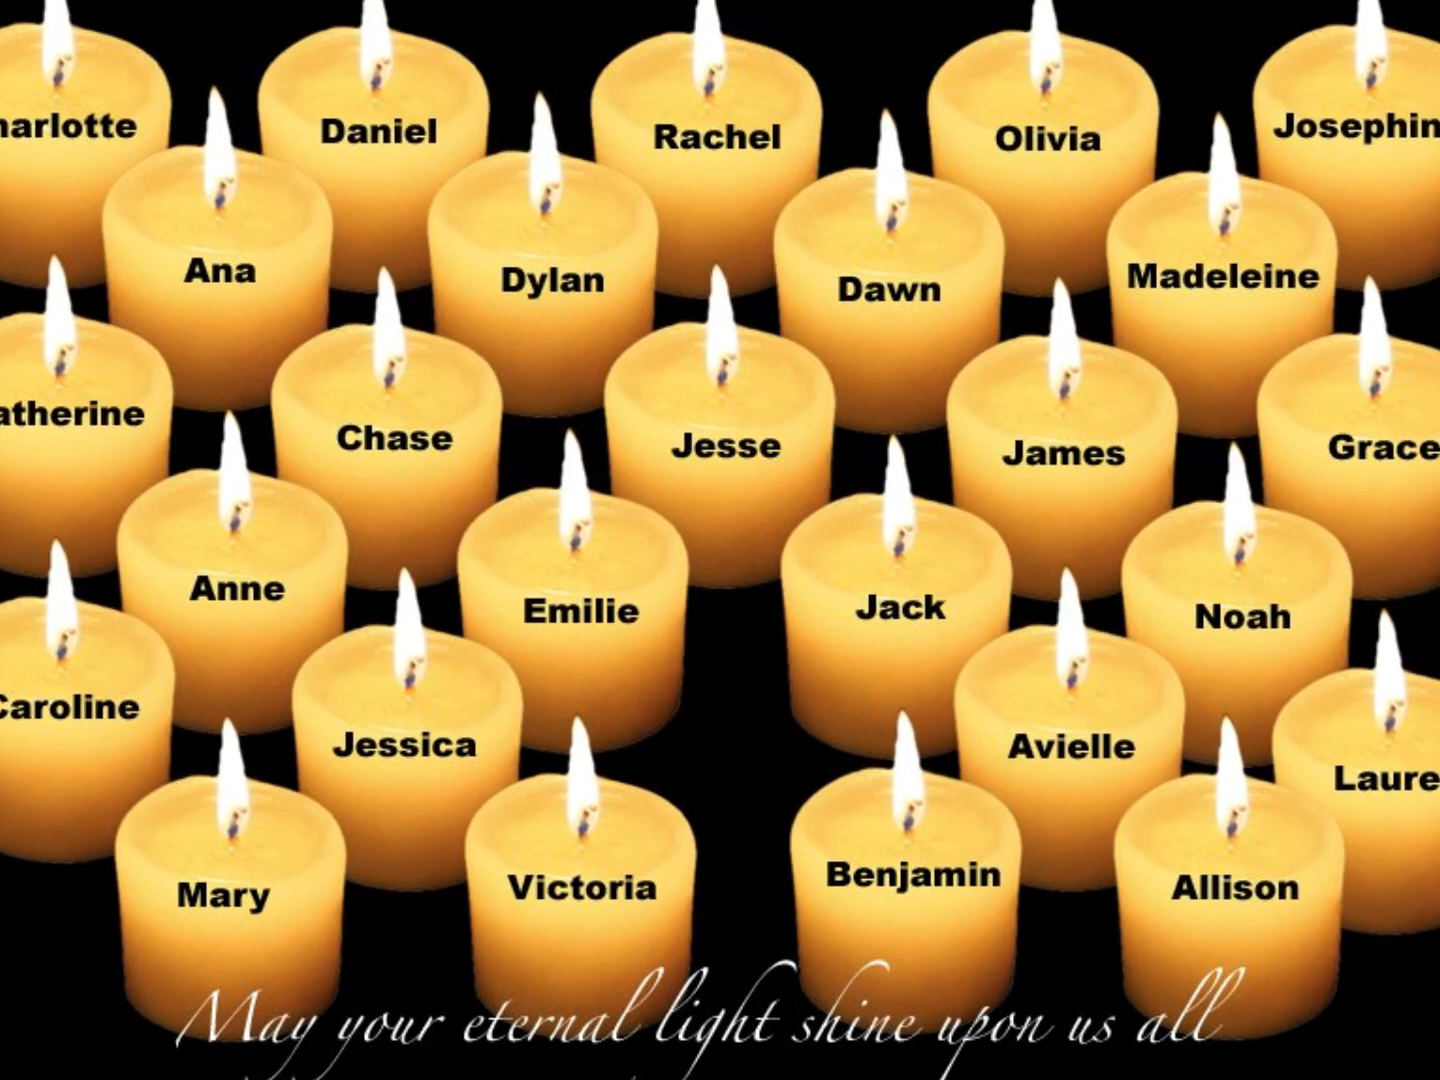 harlotte Daniel Rachel Olivia Josephin
Ana Dylan Dawn Madeleine
atherine Chase Jesse James Grace
Anne Emilie Jack Noah
Caroline Jessica Avielle Laure
Mary Victoria Benjamin Allison
May your eternal light shine upon us all